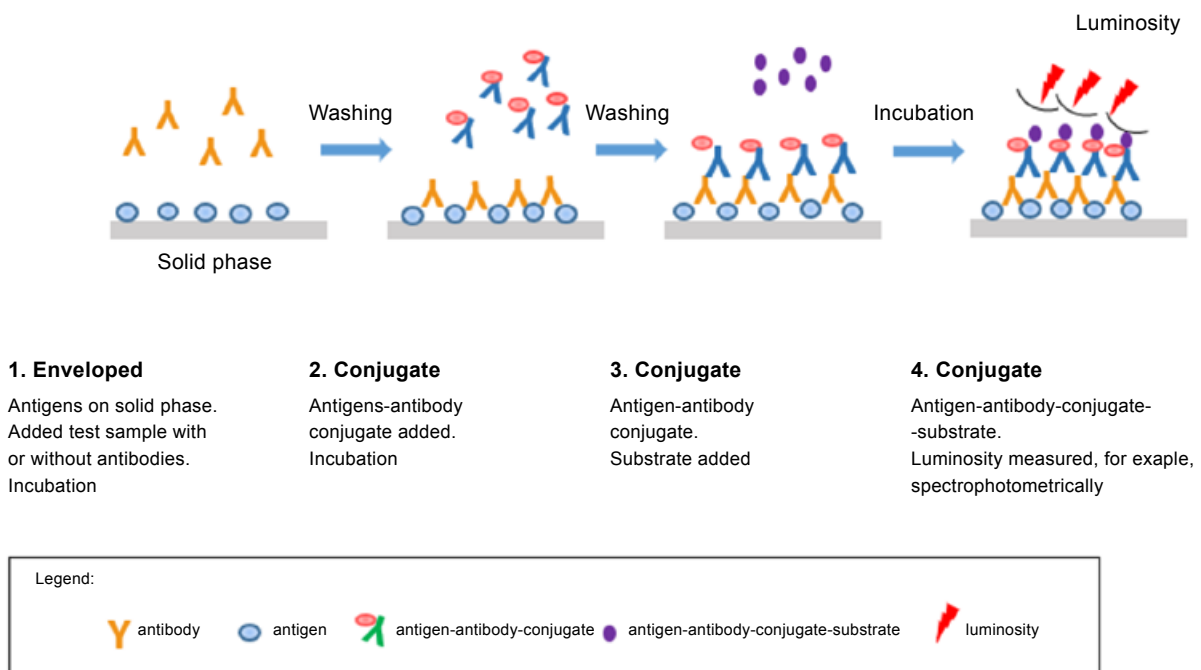 Luminosity
Washing
Washing
Incubation
Solid phase
1. Enveloped
Antigens on solid phase.
Added test sample with
or without antibodies.
Incubation
2. Conjugate
Antigens-antibody
conjugate added.
Incubation
3. Conjugate
Antigen-antibody
conjugate.
Substrate added
4. Conjugate
Antigen-antibody-conjugate-
-substrate.
Luminosity measured, for exaple,
spectrophotometrically
Legend:
antibody
antigen
antigen-antibody-conjugate
antigen-antibody-conjugate-substrate
luminosity